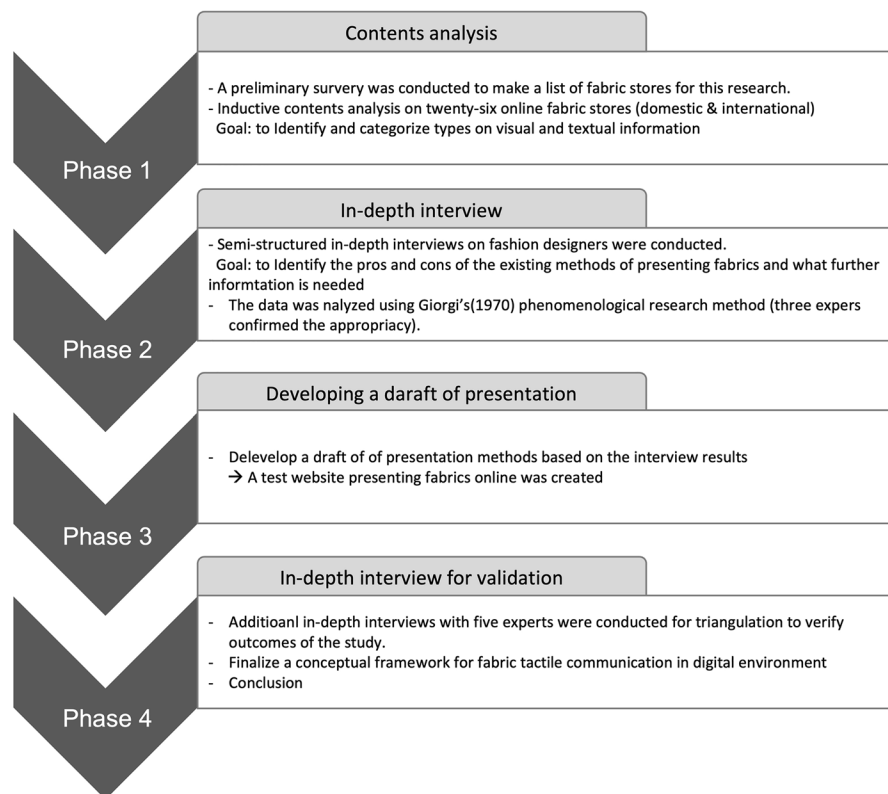 Contents analysis
- A preliminary survery was conducted to make a list of fabric stores for this research.
- Inductive contents analysis on twenty-six online fabric stores (domestic & international)
Goal: to Identify and categorize types on visual and textual information
Phase 1
In-depth interview
- Semi-structured in-depth interviews on fashion designers were conducted.
Goal: to Identify the pros and cons of the existing methods of presenting fabrics and what further
informtation is needed
- The data was nalyzed using Giorgi's(1970) phenomenological research method (three expers
confirmed the appropriacy).
Phase 2
Developing a daraft of presentation
- Delevelop a draft of of presentation methods based on the interview results
→ A test website presenting fabrics online was created
Phase 3
In-depth interview for validation
- Additioanl in-depth interviews with five experts were conducted for triangulation to verify
outcomes of the study.
- Finalize a conceptual framework for fabric tactile communication in digital environment
- Conclusion
Phase 4